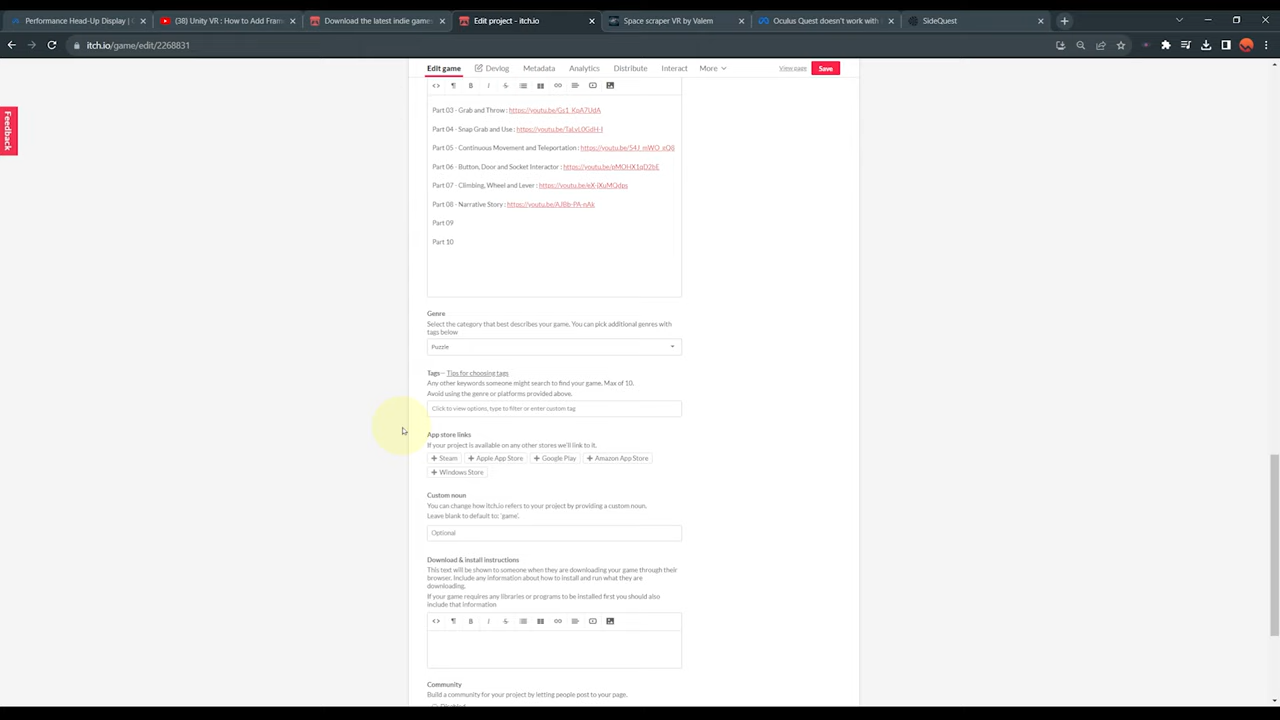 Performance Head-Up Display | 
(38) Unity VR : How to Add Fram
Download the latest indie games
Edit project - itch.io
Space scraper VR by Valem
Oculus Quest doesn't work with
SideQuest
itch.io/game/edit/2268831
Edit game
Devlog
Metadata
Analytics
Distribute
Interact
More
View page
Save
Feedback
Part 03 - Grab and Throw : https://youtu.be/Gs1_KpA7UdA
Part 04 - Snap Grab and Use :
Part 05 - Continuous Movement and Teleportation :
Part 06 - Button, Door and Socket Interactor :
Part 07 - Climbing, Wheel and Lever :
Part 08 - Narrative Story : https://youtu.be/AJBb-PA-nAk
Part 09
Part 10
Genre
Select the category that best describes your game. You can pick additional genres with
tags below
Puzzle
Tags — Tips for choosing tags
Any other keywords someone might search to find your game. Max of 10.
Avoid using the genre or platforms provided above.
Click to view options, type to filter or enter custom tag
App store links
If your project is available on any other stores we'll link to it.
+ Steam + Apple App Store + Google Play + Amazon App Store
+ Windows Store
Custom noun
You can change how itch.io refers to your project by providing a custom noun.
Leave blank to default to: 'game'.
Optional
Download & install instructions
This text will be shown to someone when they are downloading your game through their
browser. Include any information about how to install and run what they are
downloading.
If your game requires any libraries or programs to be installed first you should also
include that information
Community
Build a community for your project by letting people post to your page.